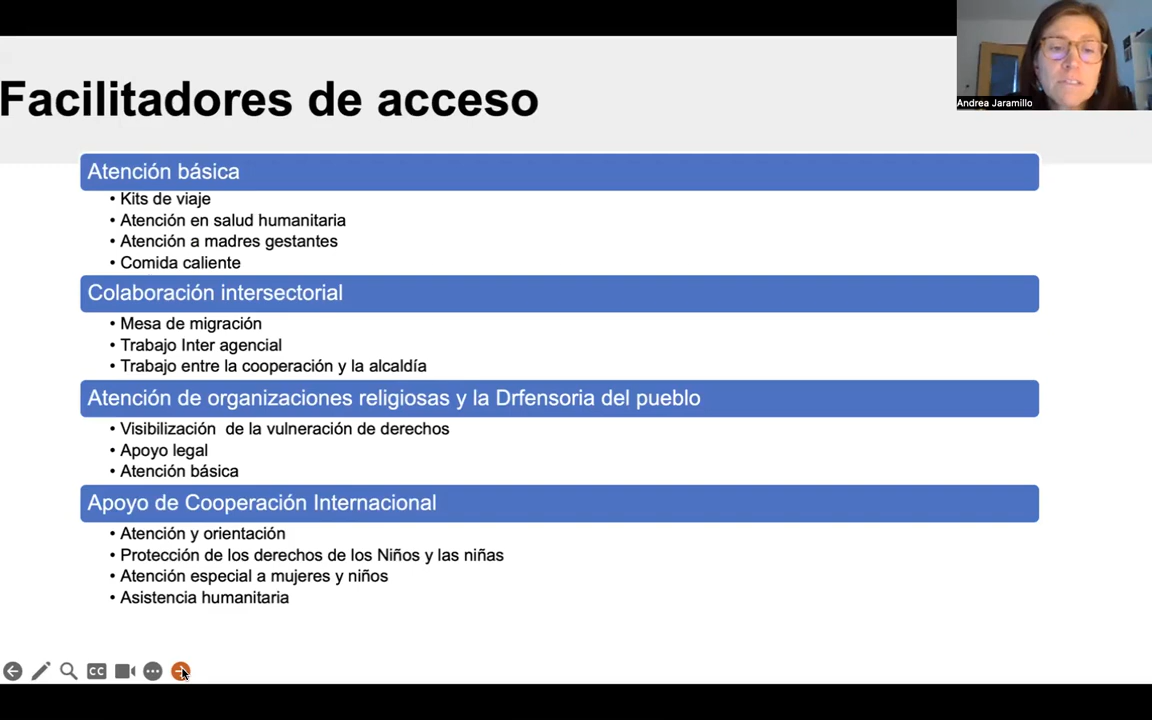 Facilitadores de acceso
Andrea Jaramillo
Atención básica
• Kits de viaje
• Atención en salud humanitaria
• Atención a madres gestantes
• Comida caliente
Colaboración intersectorial
• Mesa de migración
• Trabajo Inter agencial
• Trabajo entre la cooperación y la alcaldía
Atención de organizaciones religiosas y la Drfensoria del pueblo
• Visibilización  de la vulneración de derechos
• Apoyo legal
• Atención básica
Apoyo de Cooperación Internacional
• Atención y orientación
• Protección de los derechos de los Niños y las niñas
• Atención especial a mujeres y niños
• Asistencia humanitaria
CC